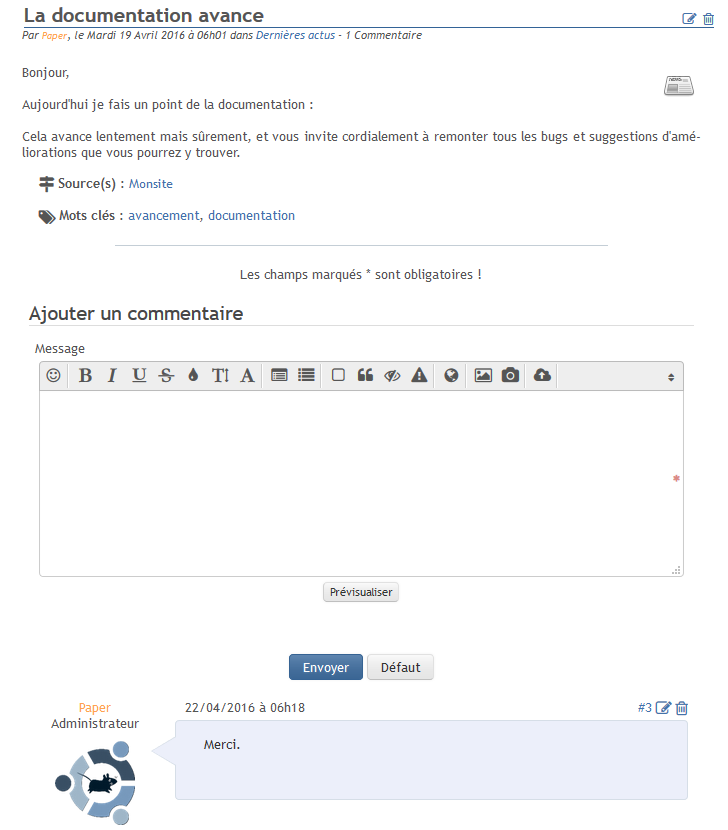 La documentation avance
Par Paper, le Mardi 19 Avril 2016 à 06h01 dans Dernières actus - 1 Commentaire
Bonjour,
Aujourd'hui je fais un point de la documentation :
Cela avance lentement mais sûrement, et vous invite cordialement à remonter tous les bugs et suggestions d'amé-
liorations que vous pourrez y trouver.
Source(s) : Monsite
Mots clés : avancement, documentation
Les champs marqués * sont obligatoires !
Ajouter un commentaire
Message
B I U S T A
*
Prévisualiser
Envoyer Défaut
Paper 22/04/2016 à 06h18 #3
Administrateur
Merci.